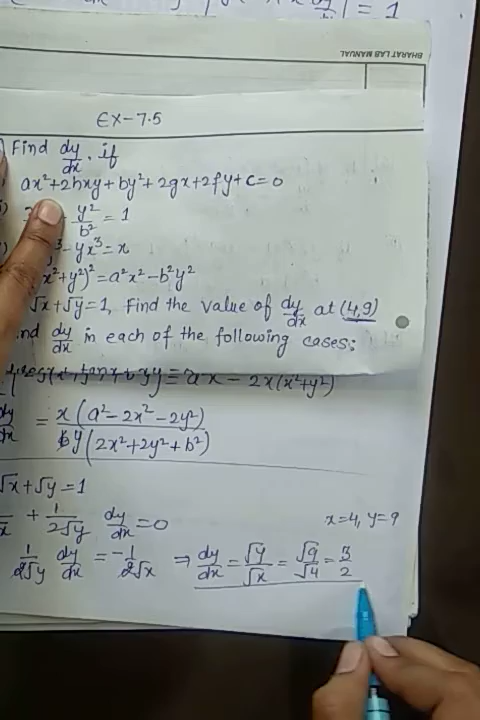 = 1
BHARAT LAB MANUAL
EX-7.5
Find dy/dx. if
ax²+2hxy+by²+2gx+2fy+c=0
y²/b² = 1
³-yx³=x
x²+y²)²=a²x²-b²y²
√x+√y=1, Find the value of dy/dx at (4,9)
nd dy/dx in each of the following cases:
= ax - 2x(x²+y²)
dy/dx = x(a²-2x²-2y²)/y(2x²+2y²+b²)
√x+√y=1
+ 1/2√y dy/dx = 0
x=4, y=9
1/2√y dy/dx = -1/2√x ⇒ dy/dx = √y/√x = √9/√4 = 3/2